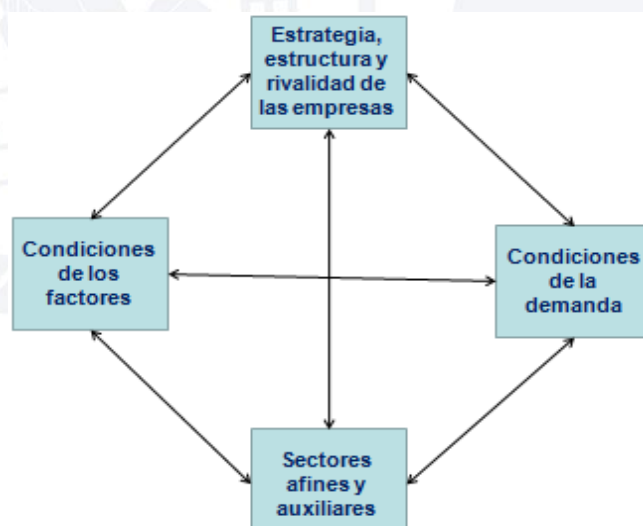 Estrategia,
estructura y
rivalidad de
las empresas
Condiciones
de los
factores
Condiciones
de la
demanda
Sectores
afines y
auxiliares